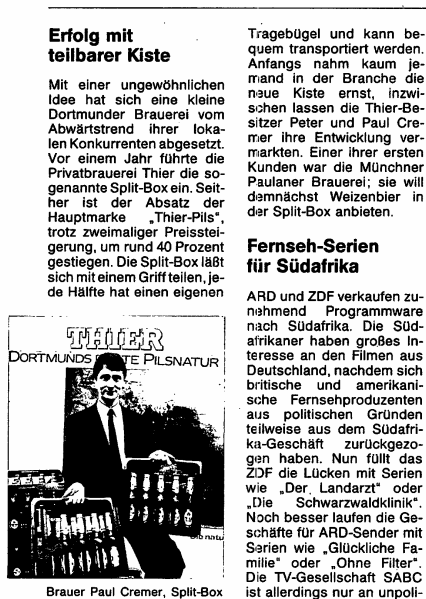 Erfolg mit
teilbarer Kiste
Mit einer ungewöhnlichen
Idee hat sich eine kleine
Dortmunder Brauerei vom
Abwärtstrend ihrer loka-
len Konkurrenten abgesetzt.
Vor einem Jahr führte die
Privatbrauerei Thier die so-
genannte Split-Box ein. Seit-
her ist der Absatz der
Hauptmarke „Thier-Pils",
trotz zweimaliger Preisstei-
gerung, um rund 40 Prozent
gestiegen. Die Split-Box läßt
sich mit einem Griff teilen, je-
de Hälfte hat einen eigenen
THIER
DORTMUNDS PILSNATUR
Brauer Paul Cremer, Split-Box
Tragebügel und kann be-
quem transportiert werden.
Anfangs nahm kaum je-
mand in der Branche die
neue Kiste ernst, inzwi-
schen lassen die Thier-Be-
sitzer Peter und Paul Cre-
mer ihre Entwicklung ver-
markten. Einer ihrer ersten
Kunden war die Münchner
Paulaner Brauerei; sie will
demnächst Weizenbier in
der Split-Box anbieten.
Fernseh-Serien
für Südafrika
ARD und ZDF verkaufen zu-
nehmend Programmware
nach Südafrika. Die Süd-
afrikaner haben großes In-
teresse an den Filmen aus
Deutschland, nachdem sich
britische und amerikani-
sche Fernsehproduzenten
aus politischen Gründen
teilweise aus dem Südafri-
ka-Geschäft zurückgezo-
gen haben. Nun füllt das
ZDF die Lücken mit Serien
wie „Der Landarzt" oder
„Die Schwarzwaldklinik".
Noch besser laufen die Ge-
schäfte für ARD-Sender mit
Serien wie „Glückliche Fa-
milie" oder „Ohne Filter".
Die TV-Gesellschaft SABC
ist allerdings nur an unpoli-